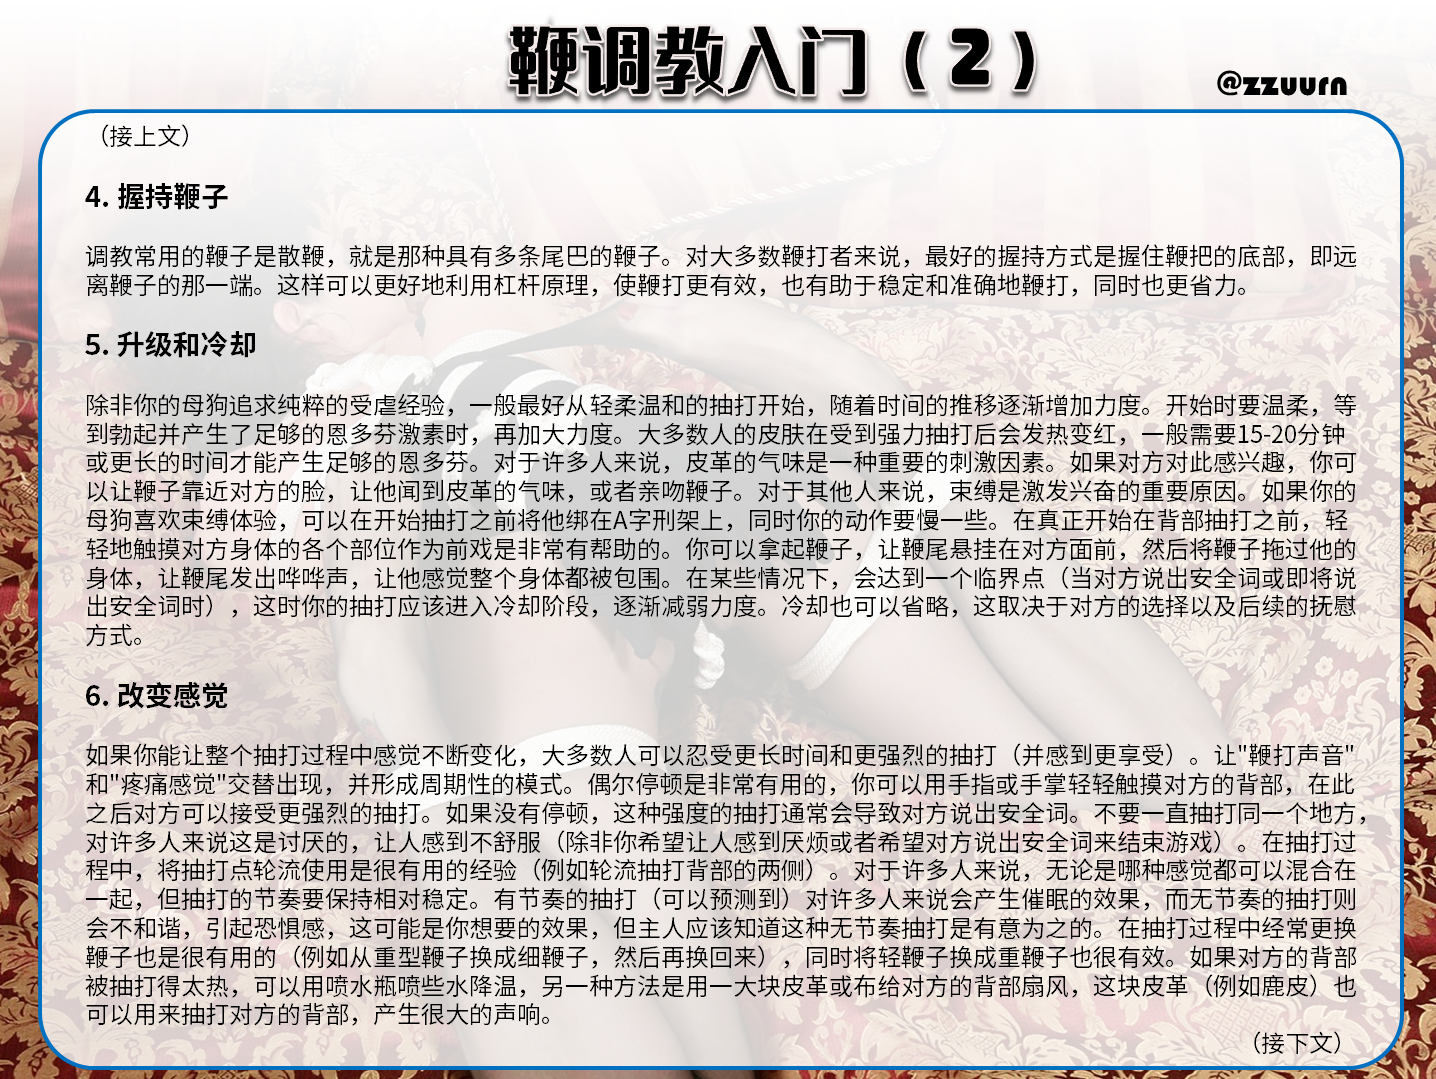 鞭调教入门（2）
@zzuurn
（接上文）
4. 握持鞭子
调教常用的鞭子是散鞭，就是那种具有多条尾巴的鞭子。对大多数鞭打者来说，最好的握持方式是握住鞭把的底部，即远
离鞭子的那一端。这样可以更好地利用杠杆原理，使鞭打更有效，也有助于稳定和准确地鞭打，同时也更省力。
5. 升级和冷却
除非你的母狗追求纯粹的受虐经验，一般最好从轻柔温和的抽打开始，随着时间的推移逐渐增加力度。开始时要温柔，等
到勃起并产生了足够的恩多芬激素时，再加大力度。大多数人的皮肤在受到强力抽打后会发热变红，一般需要15-20分钟
或更长的时间才能产生足够的恩多芬。对于许多人来说，皮革的气味是一种重要的刺激因素。如果对方对此感兴趣，你可
以让鞭子靠近对方的脸，让他闻到皮革的气味，或者亲吻鞭子。对于其他人来说，束缚是激发兴奋的重要原因。如果你的
母狗喜欢束缚体验，可以在开始抽打之前将他绑在A字刑架上，同时你的动作要慢一些。在真正开始在背部抽打之前，轻
轻地触摸对方身体的各个部位作为前戏是非常有帮助的。你可以拿起鞭子，让鞭尾悬挂在对方面前，然后将鞭子拖过他的
身体，让鞭尾发出哗哗声，让他感觉整个身体都被包围。在某些情况下，会达到一个临界点（当对方说出安全词或即将说
出安全词时），这时你的抽打应该进入冷却阶段，逐渐减弱力度。冷却也可以省略，这取决于对方的选择以及后续的抚慰
方式。
6. 改变感觉
如果你能让整个抽打过程中感觉不断变化，大多数人可以忍受更长时间和更强烈的抽打（并感到更享受）。让"鞭打声音"
和"疼痛感觉"交替出现，并形成周期性的模式。偶尔停顿是非常有用的，你可以用手指或手掌轻轻触摸对方的背部，在此
之后对方可以接受更强烈的抽打。如果没有停顿，这种强度的抽打通常会导致对方说出安全词。不要一直抽打同一个地方，
对许多人来说这是讨厌的，让人感到不舒服（除非你希望让人感到厌烦或者希望对方说出安全词来结束游戏）。在抽打过
程中，将抽打点轮流使用是很有用的经验（例如轮流抽打背部的两侧）。对于许多人来说，无论是哪种感觉都可以混合在
一起，但抽打的节奏要保持相对稳定。有节奏的抽打（可以预测到）对许多人来说会产生催眠的效果，而无节奏的抽打则
会不和谐，引起恐惧感，这可能是你想要的效果，但主人应该知道这种无节奏抽打是有意为之的。在抽打过程中经常更换
鞭子也是很有用的（例如从重型鞭子换成细鞭子，然后再换回来），同时将轻鞭子换成重鞭子也很有效。如果对方的背部
被抽打得太热，可以用喷水瓶喷些水降温，另一种方法是用一大块皮革或布给对方的背部扇风，这块皮革（例如鹿皮）也
可以用来抽打对方的背部，产生很大的声响。
（接下文）